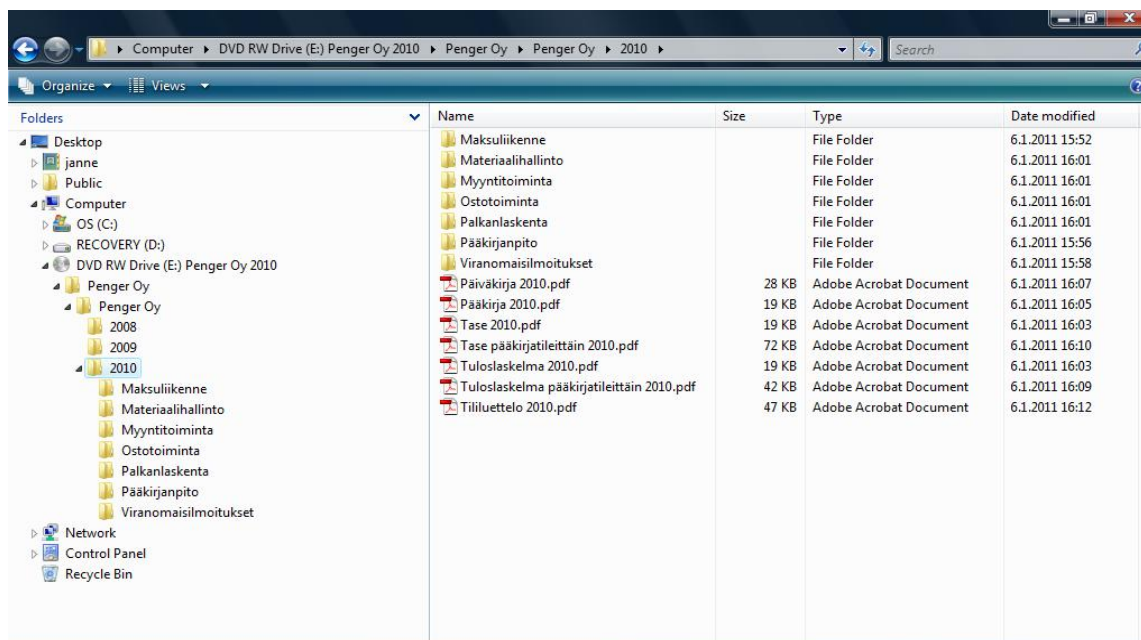 Computer DVD RW Drive (E:) Penger Oy 2010 Penger Oy Penger Oy 2010 Search
Organize Views
Folders
Desktop
janne
Public
Computer
OS (C:)
RECOVERY (D:)
DVD RW Drive (E:) Penger Oy 2010
Penger Oy
Penger Oy
2008
2009
2010
Maksuliikenne
Materiaalihallinto
Myyntitoiminta
Ostotoiminta
Palkanlaskenta
Pääkirjanpito
Viranomaisilmoitukset
Network
Control Panel
Recycle Bin
Name Size Type Date modified
Maksuliikenne File Folder 6.1.2011 15:52
Materiaalihallinto File Folder 6.1.2011 16:01
Myyntitoiminta File Folder 6.1.2011 16:01
Ostotoiminta File Folder 6.1.2011 16:01
Palkanlaskenta File Folder 6.1.2011 16:01
Pääkirjanpito File Folder 6.1.2011 15:56
Viranomaisilmoitukset File Folder 6.1.2011 15:58
Päiväkirja 2010.pdf 28 KB Adobe Acrobat Document 6.1.2011 16:07
Pääkirja 2010.pdf 19 KB Adobe Acrobat Document 6.1.2011 16:05
Tase 2010.pdf 19 KB Adobe Acrobat Document 6.1.2011 16:03
Tase pääkirjatileittäin 2010.pdf 72 KB Adobe Acrobat Document 6.1.2011 16:10
Tuloslaskelma 2010.pdf 19 KB Adobe Acrobat Document 6.1.2011 16:03
Tuloslaskelma pääkirjatileittäin 2010.pdf 42 KB Adobe Acrobat Document 6.1.2011 16:09
Tililuettelo 2010.pdf 47 KB Adobe Acrobat Document 6.1.2011 16:12